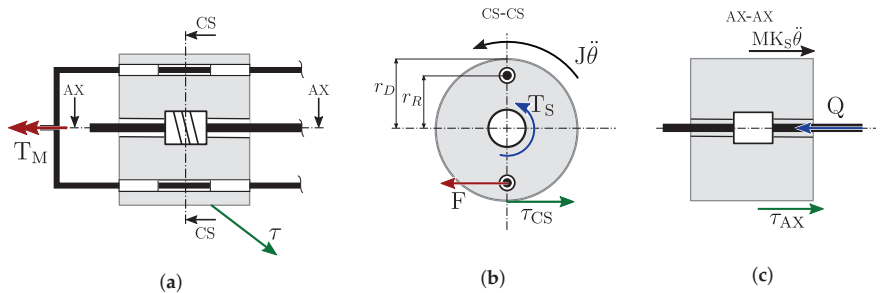 CS
AX
AX
T_M
CS
τ
(a)
CS-CS
Jθ̈
r_D
r_R
T_S
F
τ_CS
(b)
AX-AX
MK_Sθ̈
Q
τ_AX
(c)